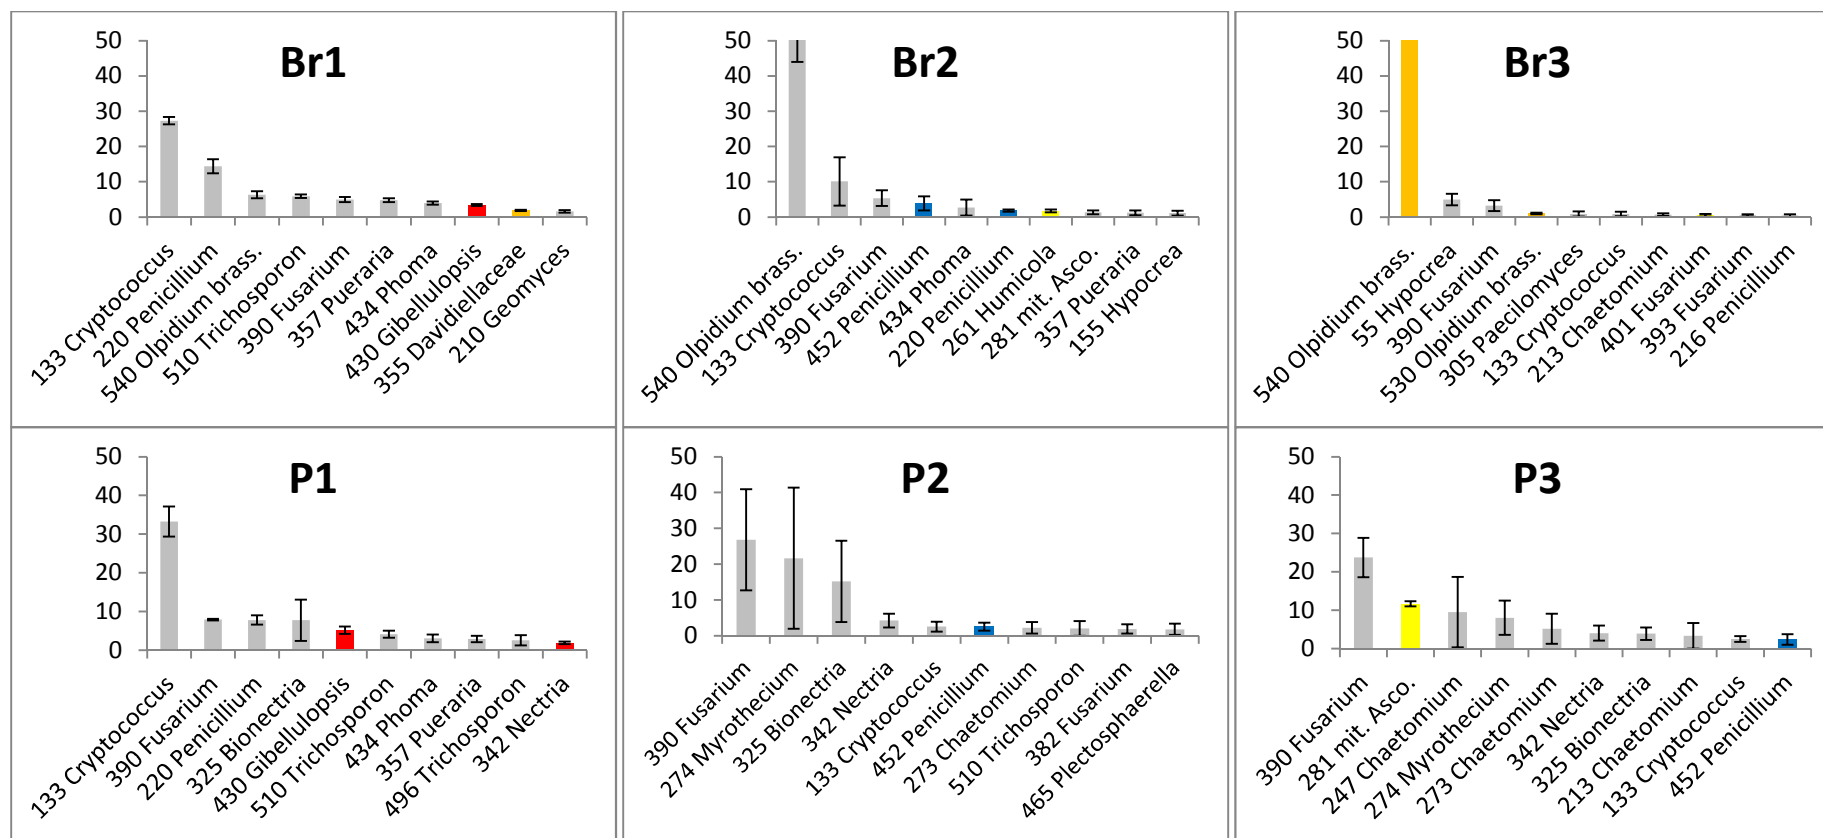 Br1
50
40
30
20
10
0
133 Cryptococcus
220 Penicillium
540 Olpidium brass.
510 Trichosporon
390 Fusarium
357 Pueraria
434 Phoma
430 Gibellulopsis
355 Davidiellaceae
210 Geomyces
Br2
50
40
30
20
10
0
540 Olpidium brass.
133 Cryptococcus
390 Fusarium
452 Penicillium
434 Phoma
220 Penicillium
261 Humicola
281 mit. Asco.
357 Pueraria
155 Hypocrea
Br3
50
40
30
20
10
0
540 Olpidium brass.
55 Hypocrea
390 Fusarium
530 Olpidium brass.
305 Paecilomyces
133 Cryptococcus
213 Chaetomium
401 Fusarium
393 Fusarium
216 Penicillium
P1
50
40
30
20
10
0
133 Cryptococcus
390 Fusarium
220 Penicillium
325 Bionectria
430 Gibellulopsis
510 Trichosporon
434 Phoma
357 Pueraria
496 Trichosporon
342 Nectria
P2
50
40
30
20
10
0
390 Fusarium
274 Myrothecium
325 Bionectria
342 Nectria
133 Cryptococcus
452 Penicillium
273 Chaetomium
510 Trichosporon
382 Fusarium
465 Plectosphaerella
P3
50
40
30
20
10
0
390 Fusarium
281 mit. Asco.
247 Chaetomium
274 Myrothecium
273 Chaetomium
342 Nectria
325 Bionectria
213 Chaetomium
133 Cryptococcus
452 Penicillium